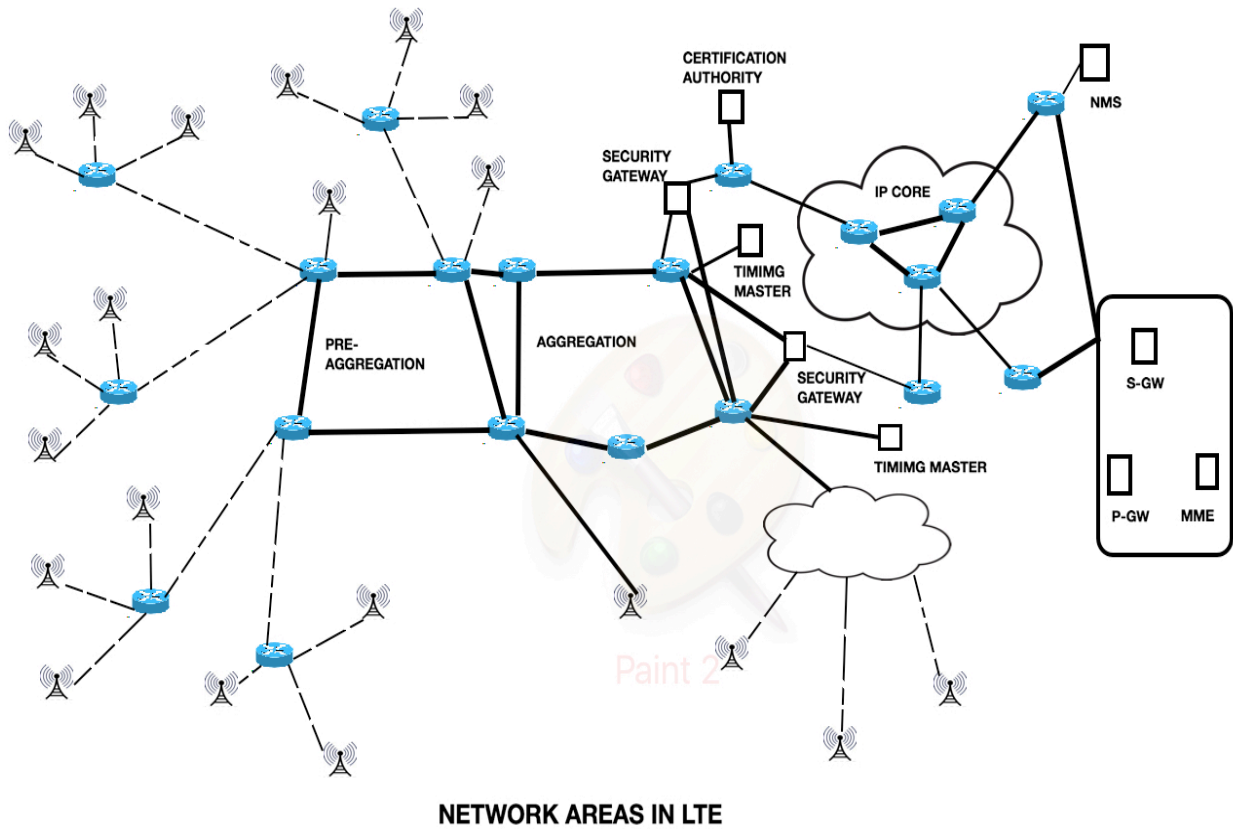 CERTIFICATION
AUTHORITY
NMS
SECURITY
GATEWAY
IP CORE
TIMIMG
MASTER
PRE-
AGGREGATION
AGGREGATION
SECURITY
GATEWAY
S-GW
TIMIMG MASTER
P-GW
MME
Paint 2
NETWORK AREAS IN LTE